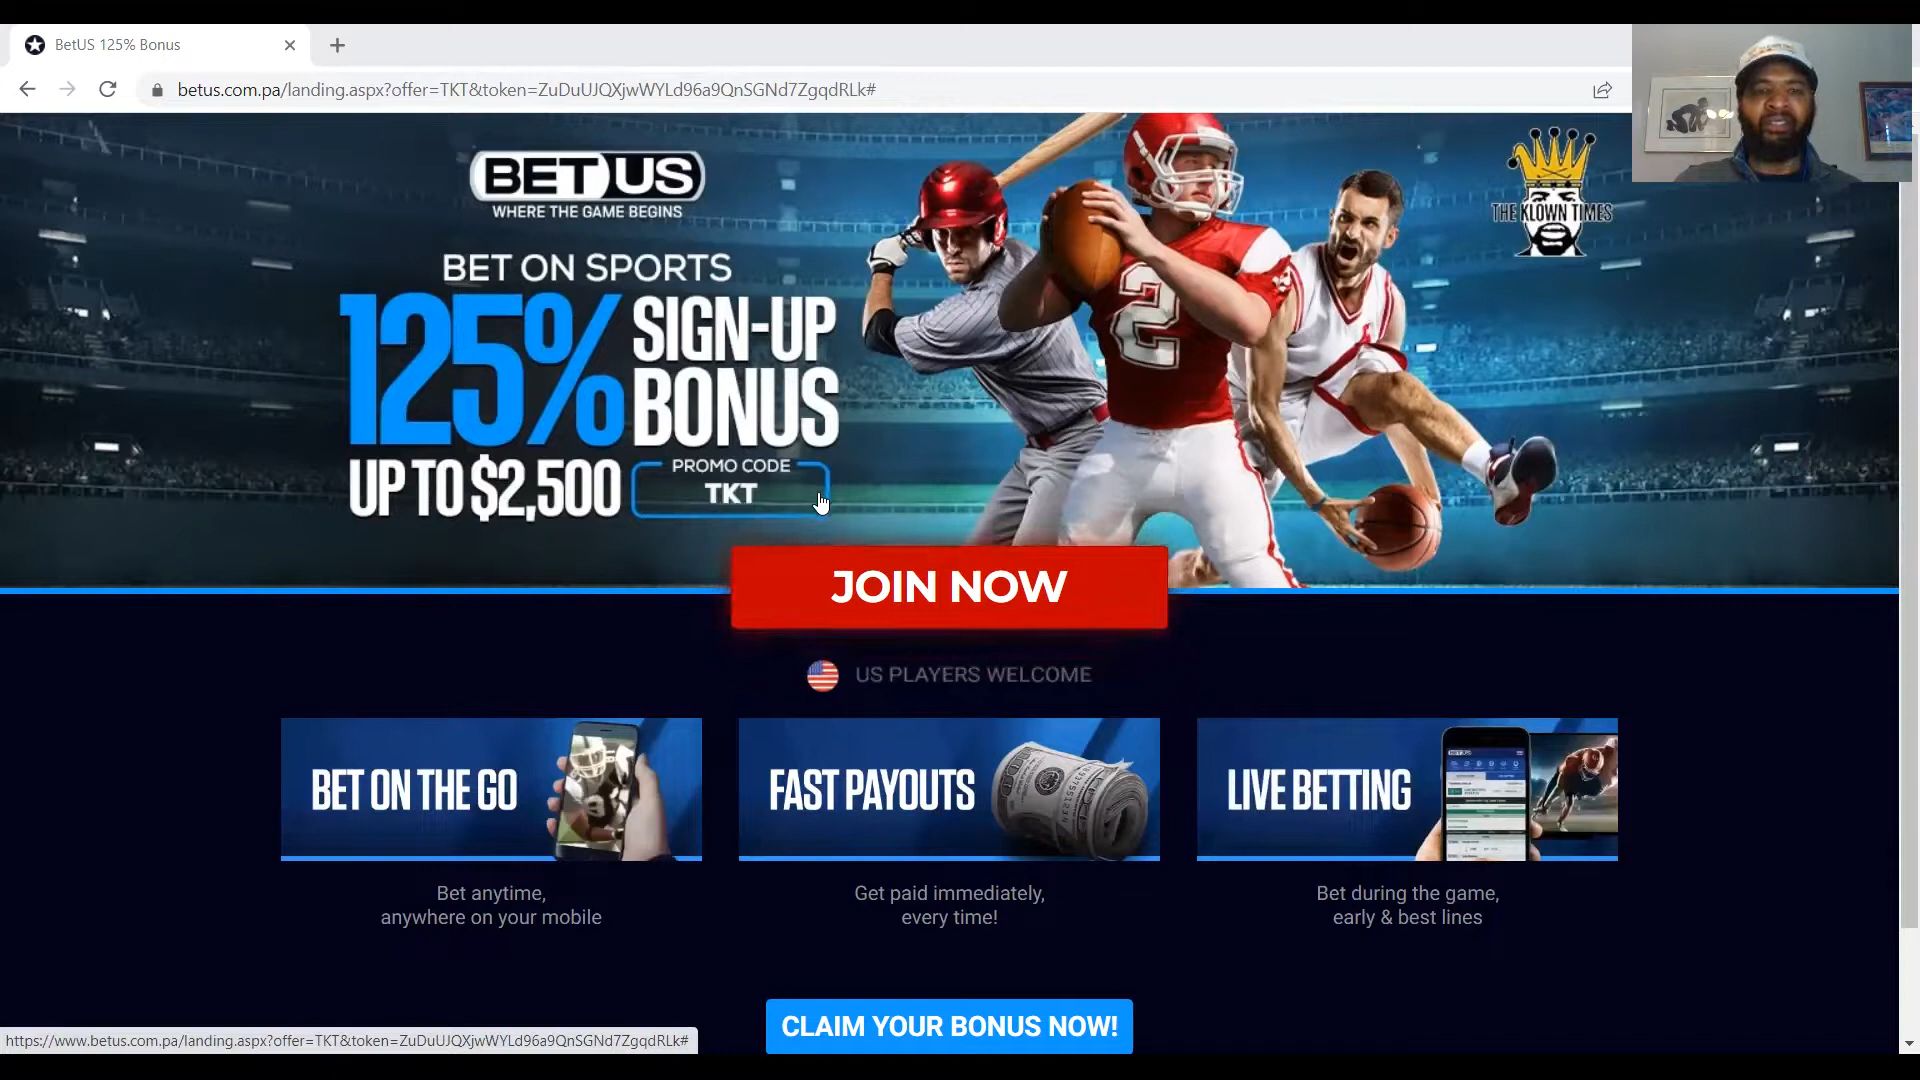 BetUS 125% Bonus
betus.com.pa/landing.aspx?offer=TKT&token=ZuDuUJQXjwWYLd96a9QnSGNd7ZgqdRLk#
BETUS
WHERE THE GAME BEGINS
THE KLOWN TIMES
BET ON SPORTS
125% SIGN-UP
BONUS
UP TO $2,500
PROMO CODE
TKT
2
JOIN NOW
US PLAYERS WELCOME
BET ON THE GO
FAST PAYOUTS
LIVE BETTING
Bet anytime,
anywhere on your mobile
Get paid immediately,
every time!
Bet during the game,
early & best lines
CLAIM YOUR BONUS NOW!
https://www.betus.com.pa/landing.aspx?offer=TKT&token=ZuDuUJQXjwWYLd96a9QnSGNd7ZgqdRLk#